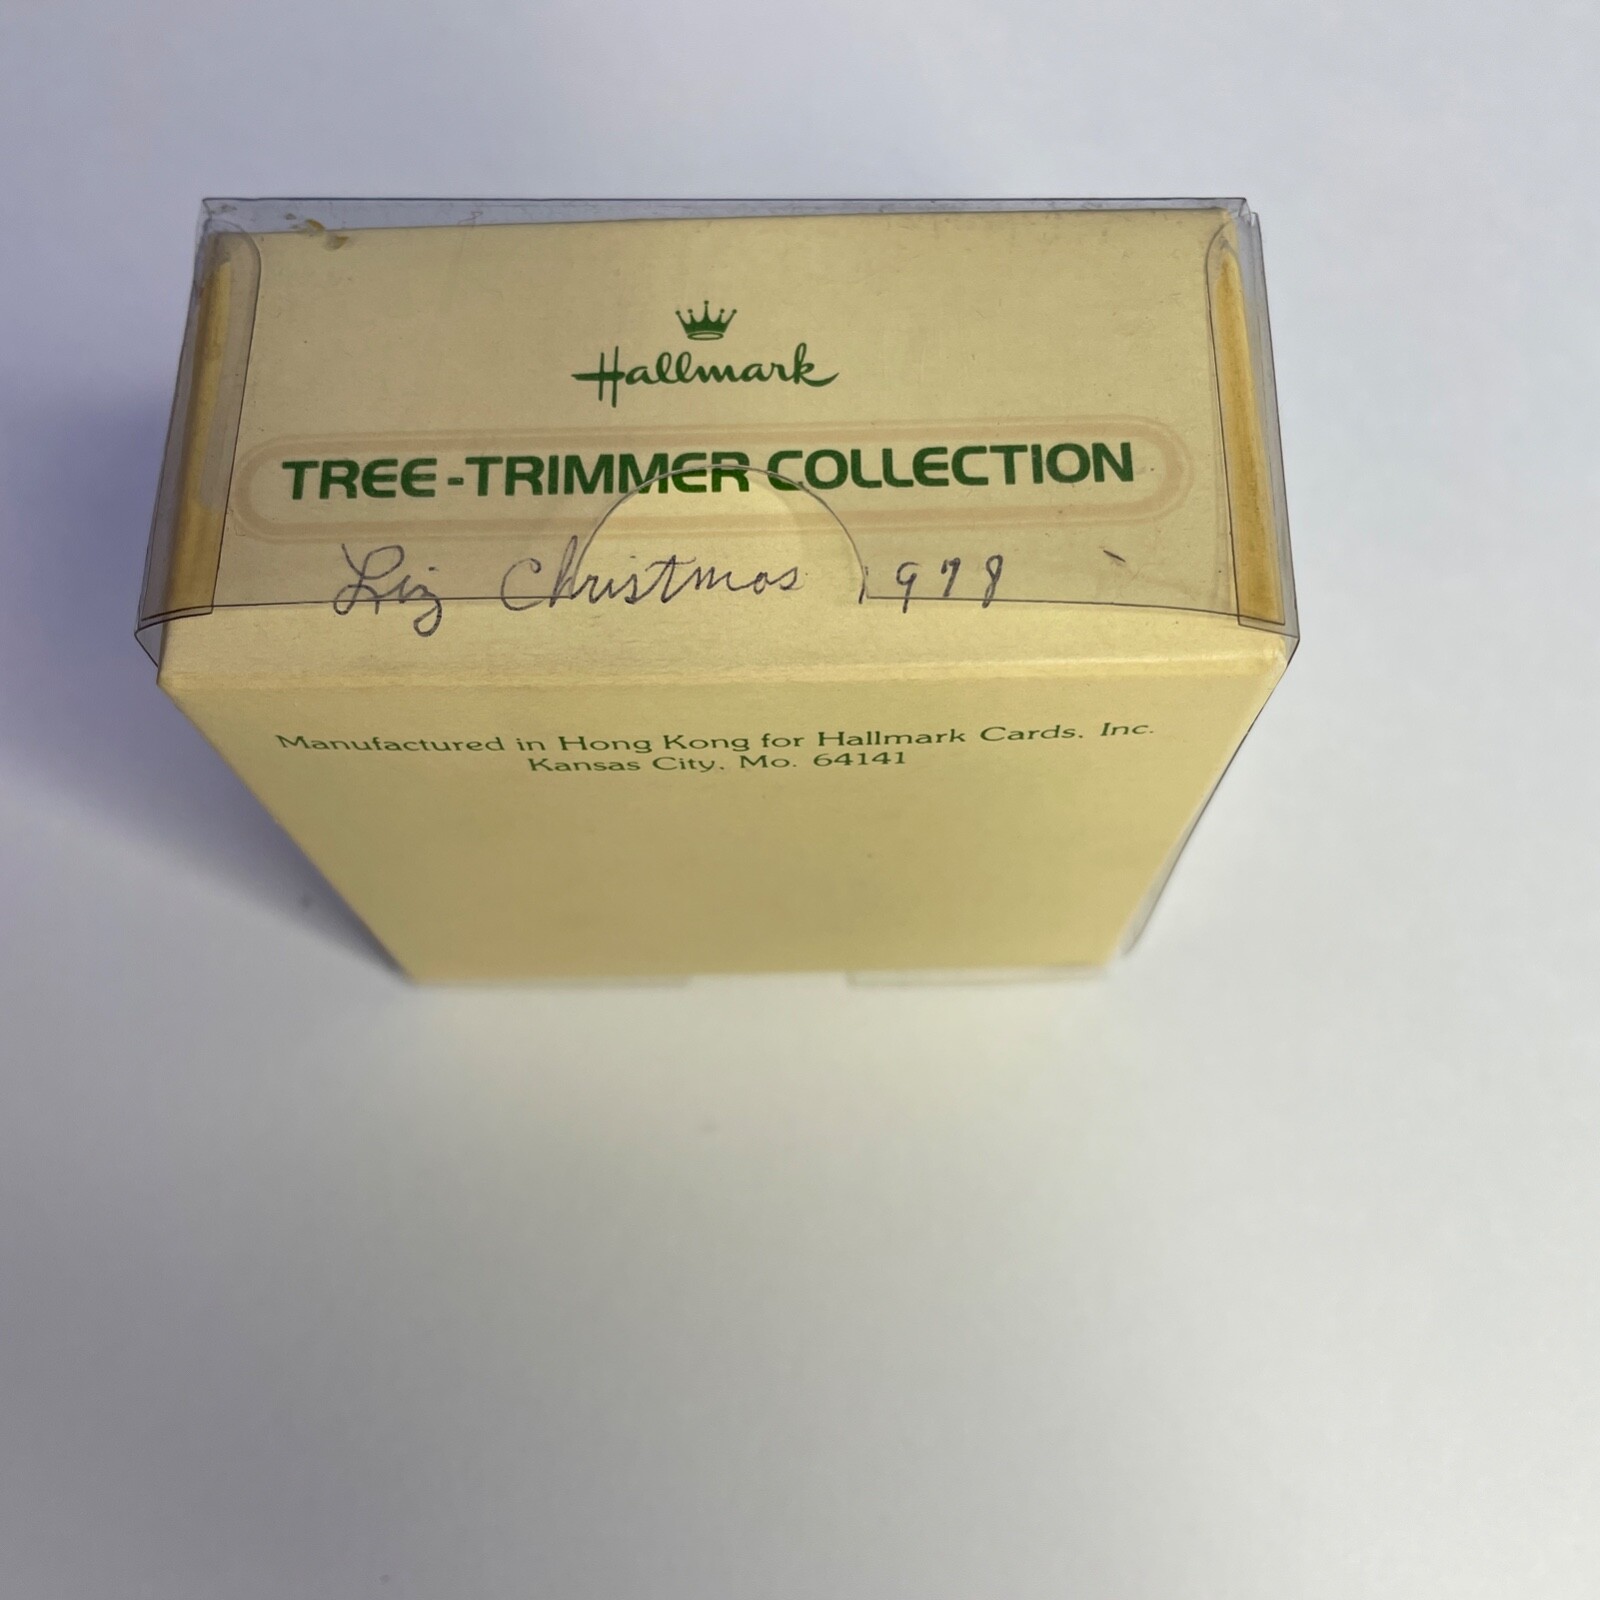 Hallmark
TREE-TRIMMER COLLECTION
Liz Christmas 1978
Manufactured in Hong Kong for Hallmark Cards, Inc.
Kansas City, Mo. 64141